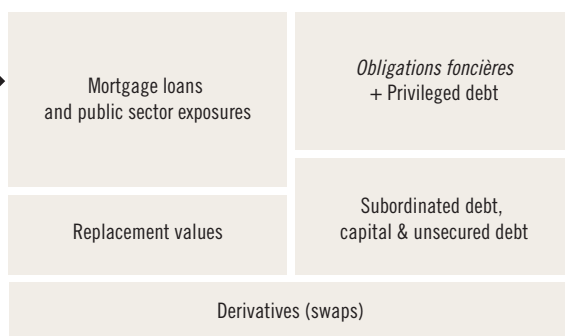 Mortgage loans
and public sector exposures
Obligations foncières
+ Privileged debt
Replacement values
Subordinated debt,
capital & unsecured debt
Derivatives (swaps)